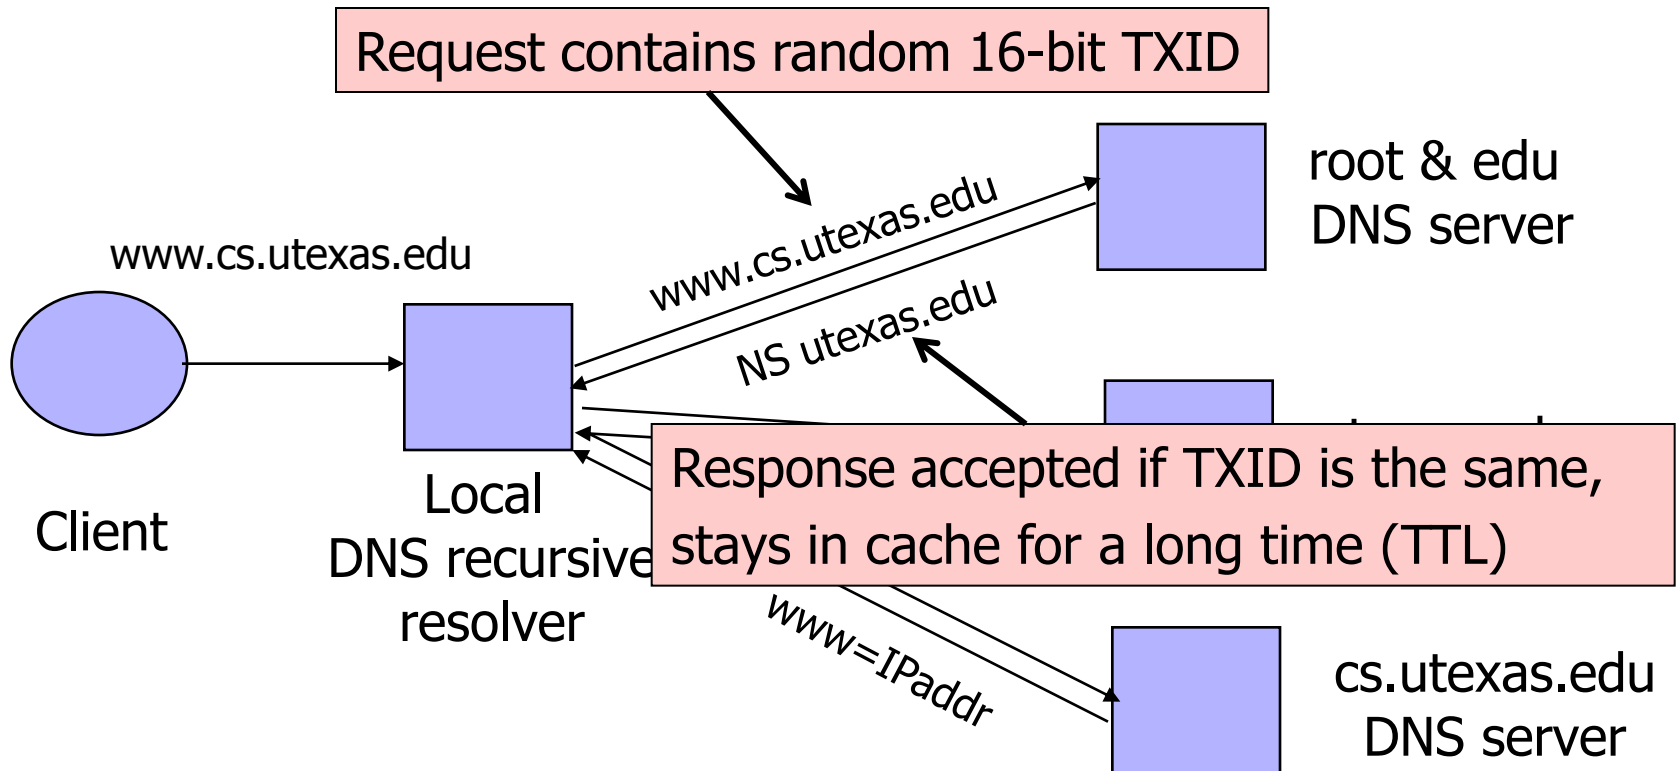 Request contains random 16-bit TXID
root & edu
DNS server
www.cs.utexas.edu
www.cs.utexas.edu
NS utexas.edu
Response accepted if TXID is the same,
stays in cache for a long time (TTL)
Client
Local
DNS recursive
resolver
www=IPaddr
cs.utexas.edu
DNS server